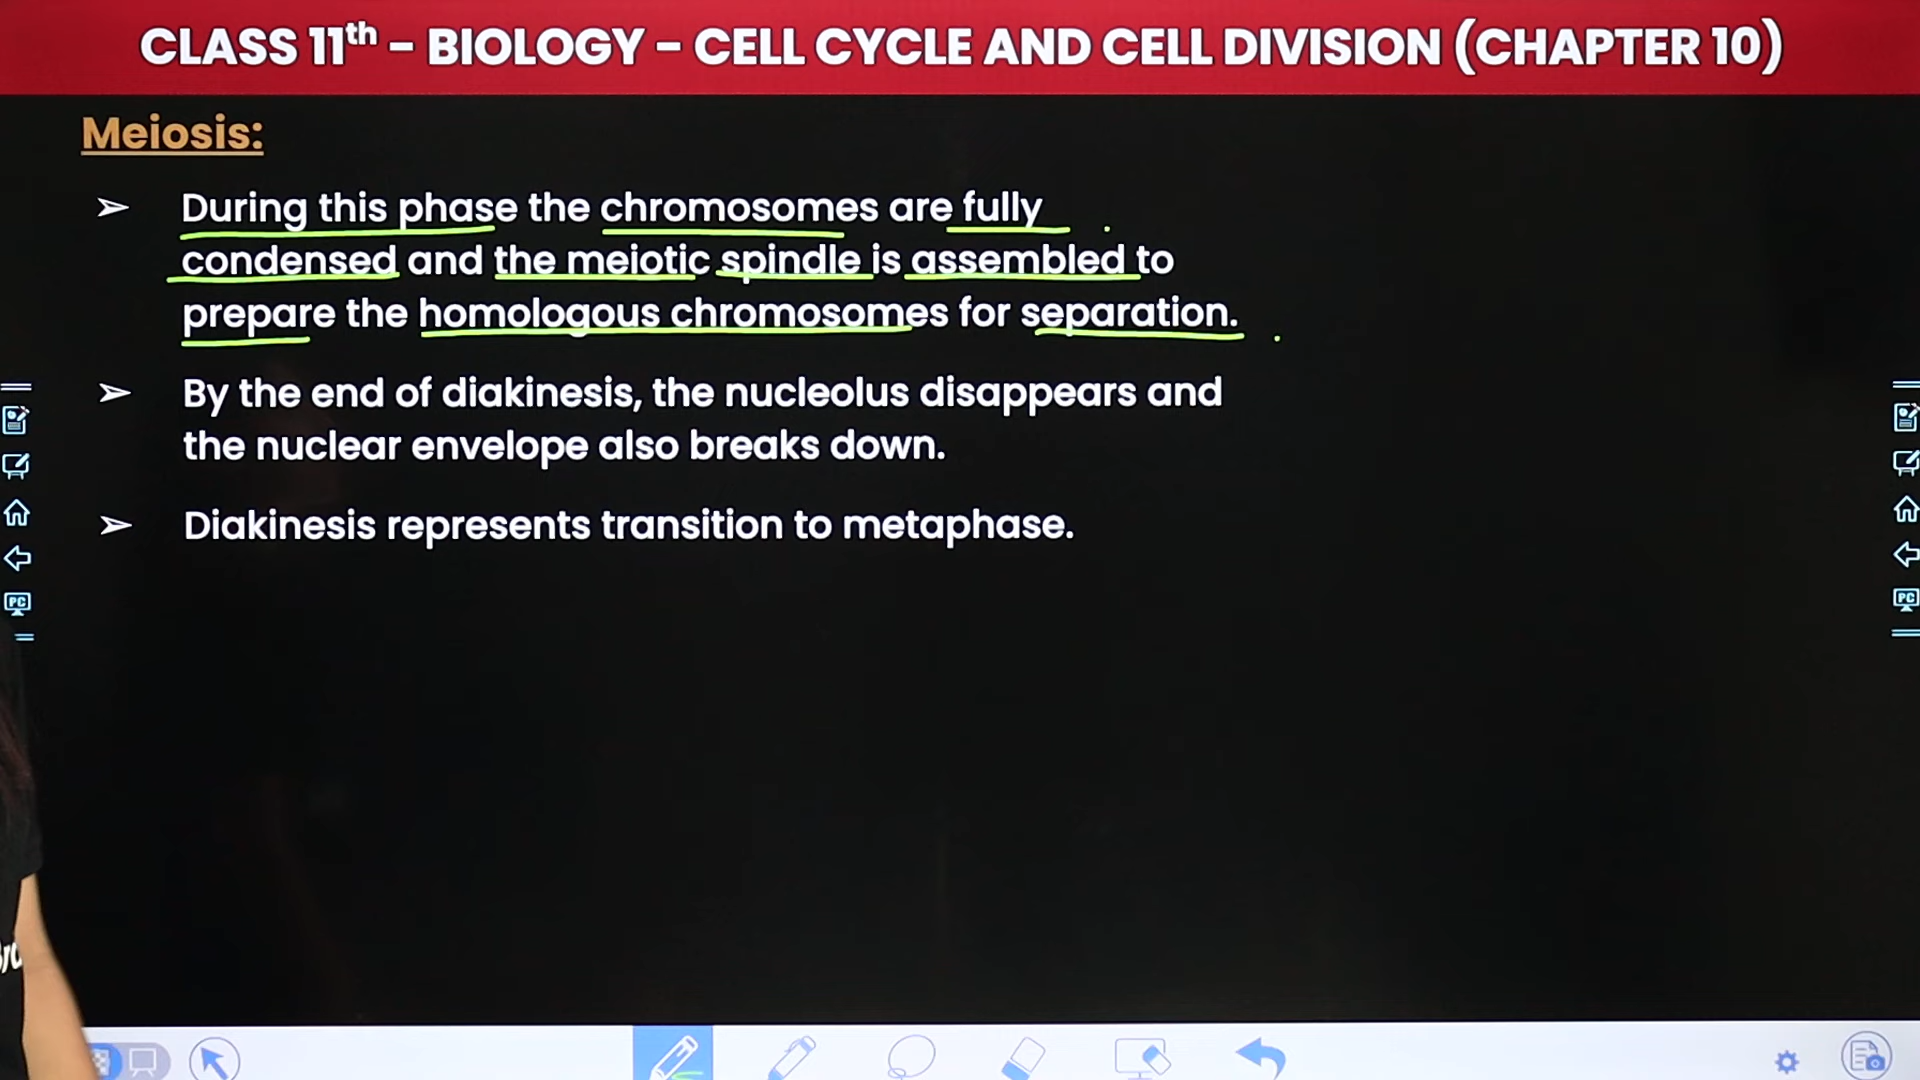 CLASS 11th – BIOLOGY – CELL CYCLE AND CELL DIVISION (CHAPTER 10)
Meiosis:
➢ During this phase the chromosomes are fully
condensed and the meiotic spindle is assembled to
prepare the homologous chromosomes for separation.
➢ By the end of diakinesis, the nucleolus disappears and
the nuclear envelope also breaks down.
➢ Diakinesis represents transition to metaphase.
PC
PC